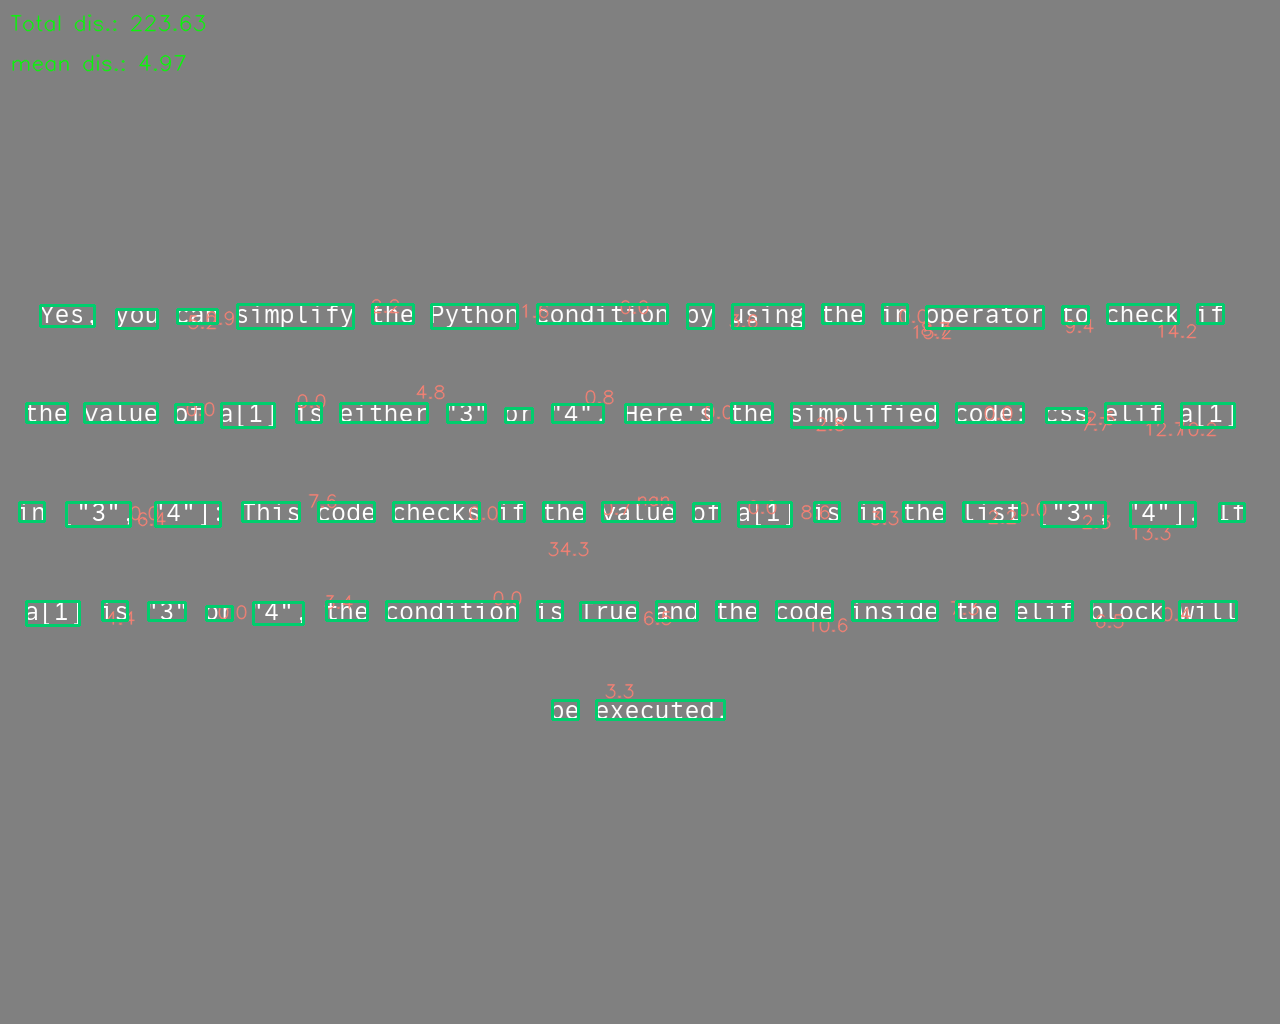 Total dis.: 223.63
mean dis.: 4.97
Yes, you can simplify the Python condition by using the in operator to check if
the value of a[1] is either "3" or "4". Here's the simplified code: css elif a[1]
in ["3", "4"]: This code checks if the value of a[1] is in the list ["3", "4"]. If
34.3
a[1] is "3" or "4", the condition is True and the code inside the elif block will
3.3
be executed.